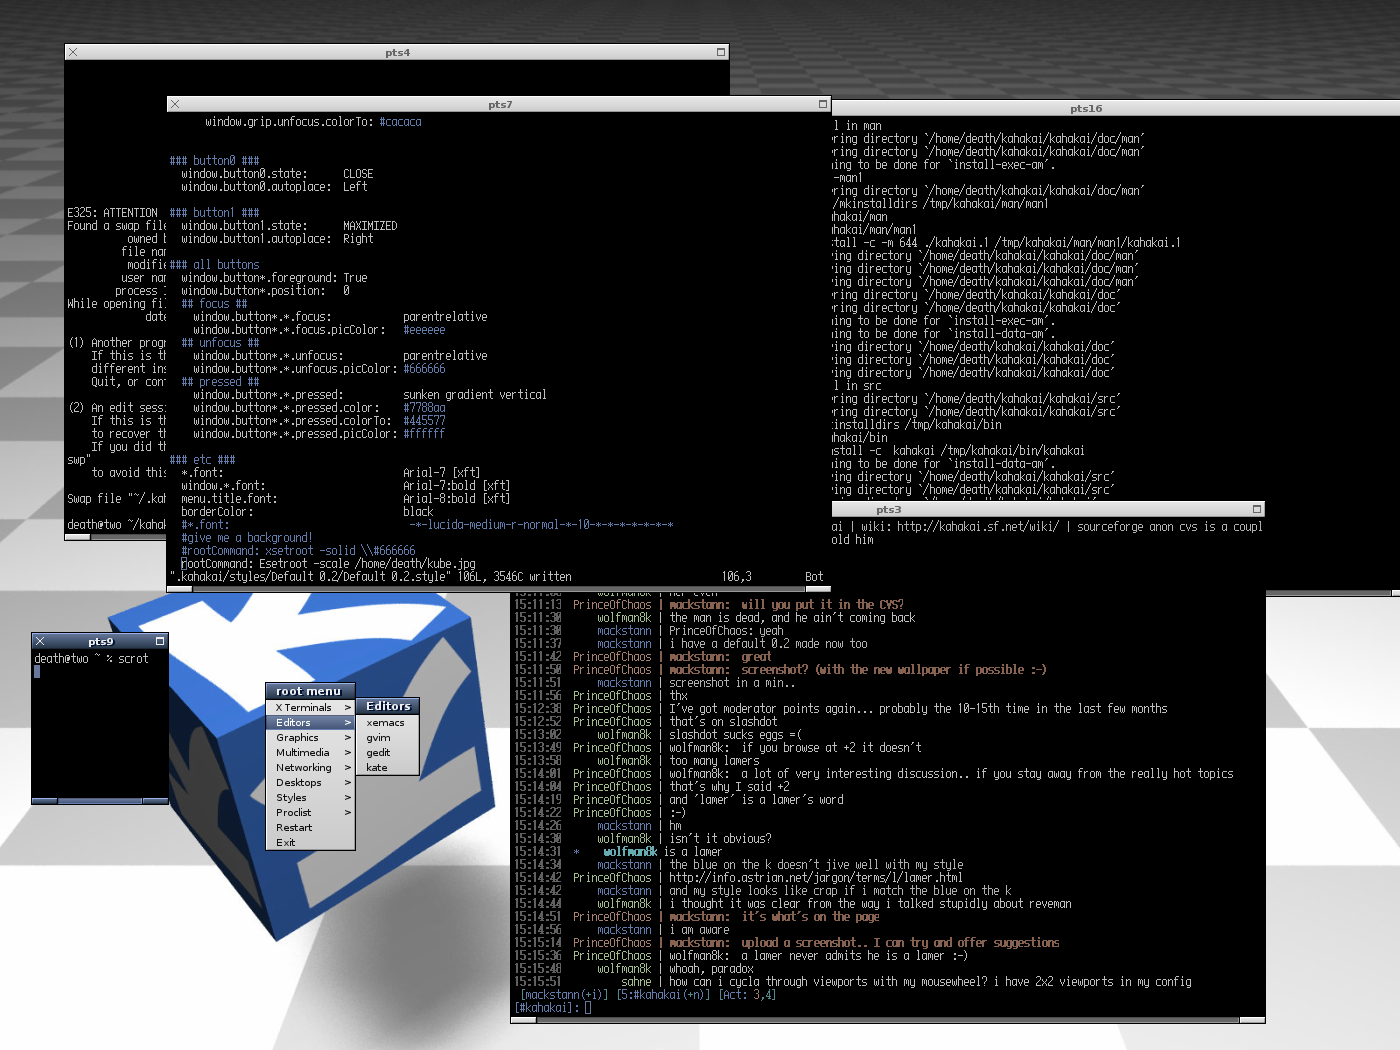 pts4
pts7
window.grip.unfocus.colorTo: #cacaca
### button0 ###
window.button0.state: CLOSE
window.button0.autoplace: Left
### button1 ###
window.button1.state: MAXIMIZED
window.button1.autoplace: Right
### all buttons
window.button*.foreground: True
window.button*.position: 0
## focus ##
window.button*.*.focus: parentrelative
window.button*.*.focus.picColor: #eeeeee
## unfocus ##
window.button*.*.unfocus: parentrelative
window.button*.*.unfocus.picColor: #666666
## pressed ##
window.button*.*.pressed: sunken gradient vertical
window.button*.*.pressed.color: #7788aa
window.button*.*.pressed.colorTo: #445577
window.button*.*.pressed.picColor: #ffffff
### etc ###
*.font: Arial-7 [xft]
window.*.font: Arial-7:bold [xft]
menu.title.font: Arial-8:bold [xft]
borderColor: black
#*.font: -*-lucida-medium-r-normal-*-10-*-*-*-*-*-*-*
#give me a background!
#rootCommand: xsetroot -solid \\#666666
rootCommand: Esetroot -scale /home/death/kube.jpg
".kahakai/styles/Default 0.2/Default 0.2.style" 106L, 3546C written 106,3 Bot
E325: ATTENTION
Found a swap file
owned b
file nam
modifie
user nam
process I
While opening fil
date
(1) Another progr
If this is th
different ins
Quit, or cont
(2) An edit sessi
If this is th
to recover th
If you did th
swp"
to avoid this
Swap file "~/.kah
death@two ~/kahak
pts16
l in man
ring directory `/home/death/kahakai/kahakai/doc/man'
ring directory `/home/death/kahakai/kahakai/doc/man'
ing to be done for `install-exec-am'.
-man1
ring directory `/home/death/kahakai/kahakai/doc/man'
/mkinstalldirs /tmp/kahakai/man/man1
hakai/man
hakai/man/man1
tall -c -m 644 ./kahakai.1 /tmp/kahakai/man/man1/kahakai.1
ring directory `/home/death/kahakai/kahakai/doc/man'
ring directory `/home/death/kahakai/kahakai/doc/man'
ring directory `/home/death/kahakai/kahakai/doc/man'
ring directory `/home/death/kahakai/kahakai/doc'
ring directory `/home/death/kahakai/kahakai/doc'
ing to be done for `install-exec-am'.
ing to be done for `install-data-am'.
ring directory `/home/death/kahakai/kahakai/doc'
ring directory `/home/death/kahakai/kahakai/doc'
ring directory `/home/death/kahakai/kahakai/doc'
l in src
ring directory `/home/death/kahakai/kahakai/src'
ring directory `/home/death/kahakai/kahakai/src'
installdirs /tmp/kahakai/bin
hakai/bin
stall -c kahakai /tmp/kahakai/bin/kahakai
ing to be done for `install-data-am'.
ring directory `/home/death/kahakai/kahakai/src'
ring directory `/home/death/kahakai/kahakai/src'
pts3
ai | wiki: http://kahakai.sf.net/wiki/ | sourceforge anon cvs is a coupl
old him
15:11:13 PrinceOfChaos | mackstann: will you put it in the CVS?
15:11:30 wolfman8k | the man is dead, and he ain't coming back
15:11:32 mackstann | PrinceOfChaos: yeah
15:11:37 mackstann | i have a default 0.2 made now too
15:11:42 PrinceOfChaos | mackstann: great
15:11:50 PrinceOfChaos | mackstann: screenshot? (with the new wallpaper if possible :-)
15:11:51 mackstann | screenshot in a min..
15:11:56 PrinceOfChaos | thx
15:12:38 PrinceOfChaos | I've got moderator points again... probably the 10-15th time in the last few months
15:12:52 PrinceOfChaos | that's on slashdot
15:13:02 wolfman8k | slashdot sucks eggs =(
15:13:49 PrinceOfChaos | wolfman8k: if you browse at +2 it doesn't
15:13:58 wolfman8k | too many lamers
15:14:01 PrinceOfChaos | wolfman8k: a lot of very interesting discussion.. if you stay away from the really hot topics
15:14:04 PrinceOfChaos | that's why I said +2
15:14:19 PrinceOfChaos | and 'lamer' is a lamer's word
15:14:22 PrinceOfChaos | :-)
15:14:26 mackstann | hm
15:14:30 wolfman8k | isn't it obvious?
15:14:31 * wolfman8k is a lamer
15:14:34 mackstann | the blue on the k doesn't jive well with my style
15:14:42 PrinceOfChaos | http://info.astrian.net/jargon/terms/l/lamer.html
15:14:42 mackstann | and my style looks like crap if i match the blue on the k
15:14:44 wolfman8k | i thought it was clear from the way i talked stupidly about reveman
15:14:51 PrinceOfChaos | mackstann: it's what's on the page
15:14:56 mackstann | i am aware
15:15:14 PrinceOfChaos | mackstann: upload a screenshot.. I can try and offer suggestions
15:15:36 PrinceOfChaos | wolfman8k: a lamer never admits he is a lamer :-)
15:15:48 wolfman8k | whoah, paradox
15:15:51 sahne | how can i cycla through viewports with my mousewheel? i have 2x2 viewports in my config
[mackstann(+i)] [5:#kahakai(+n)] [Act: 3,4]
[#kahakai]:
pts9
death@two ~ % scrot
root menu
X Terminals >
Editors >
Graphics >
Multimedia >
Networking >
Desktops >
Styles >
Proclist >
Restart
Exit
Editors
xemacs
gvim
gedit
kate